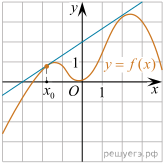 y
y = f(x)
1
x₀
O
1
x
решуегэ.рф